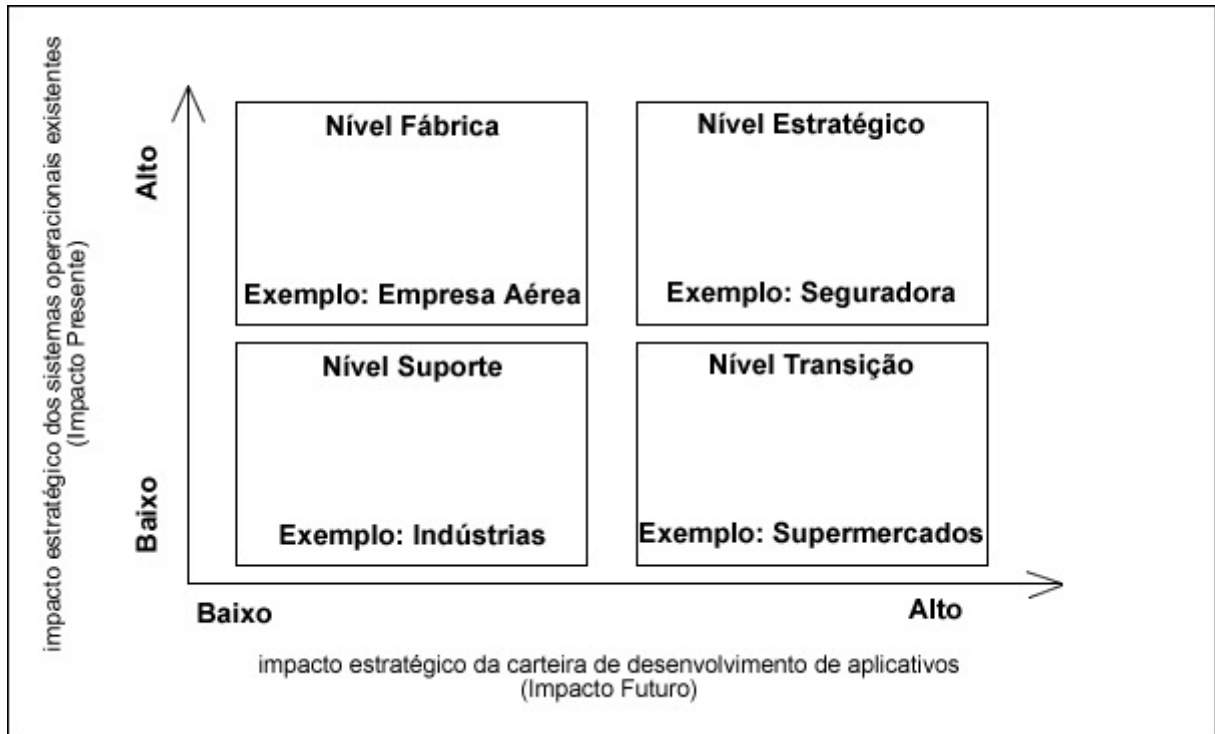 impacto estratégico dos sistemas operacionais existentes
(Impacto Presente)
Alto
Baixo
Nível Fábrica
Exemplo: Empresa Aérea
Nível Estratégico
Exemplo: Seguradora
Nível Suporte
Exemplo: Indústrias
Nível Transição
Exemplo: Supermercados
Baixo
Alto
impacto estratégico da carteira de desenvolvimento de aplicativos
(Impacto Futuro)